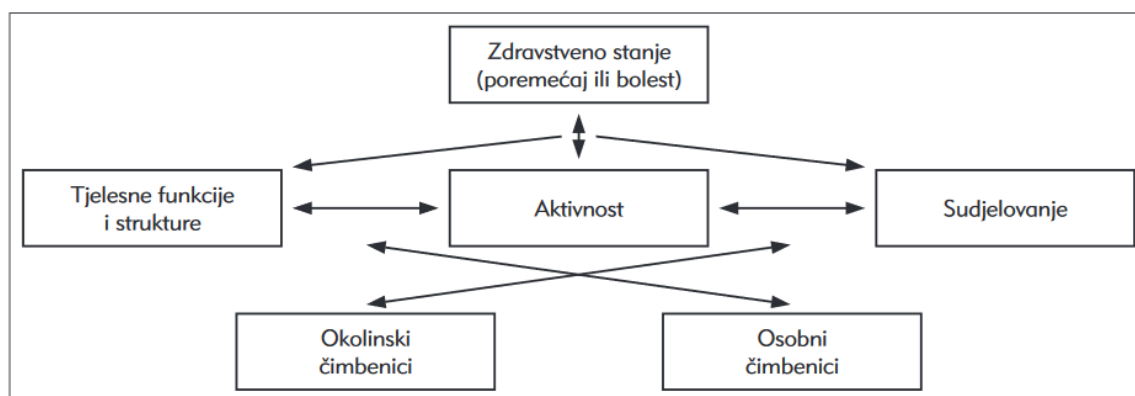 Zdravstveno stanje
(poremećaj ili bolest)
Tjelesne funkcije
i strukture
Aktivnost
Sudjelovanje
Okolinski
čimbenici
Osobni
čimbenici